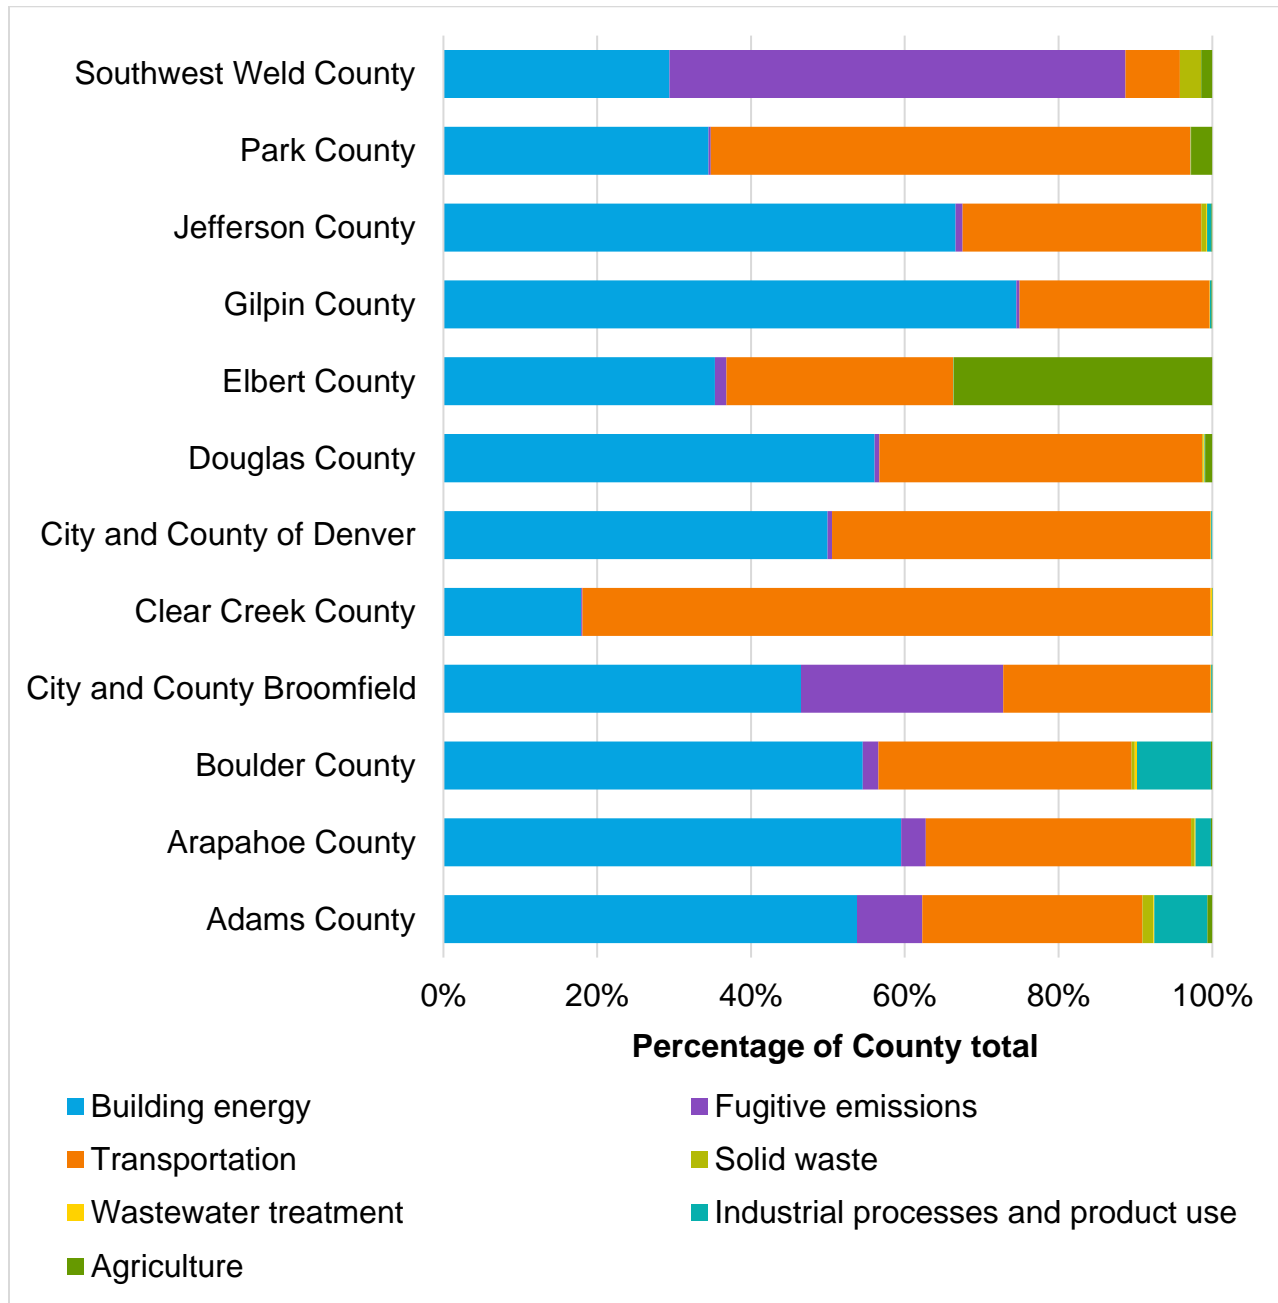 Southwest Weld County
Park County
Jefferson County
Gilpin County
Elbert County
Douglas County
City and County of Denver
Clear Creek County
City and County Broomfield
Boulder County
Arapahoe County
Adams County
0% 20% 40% 60% 80% 100%
Percentage of County total
Building energy Fugitive emissions
Transportation Solid waste
Wastewater treatment Industrial processes and product use
Agriculture